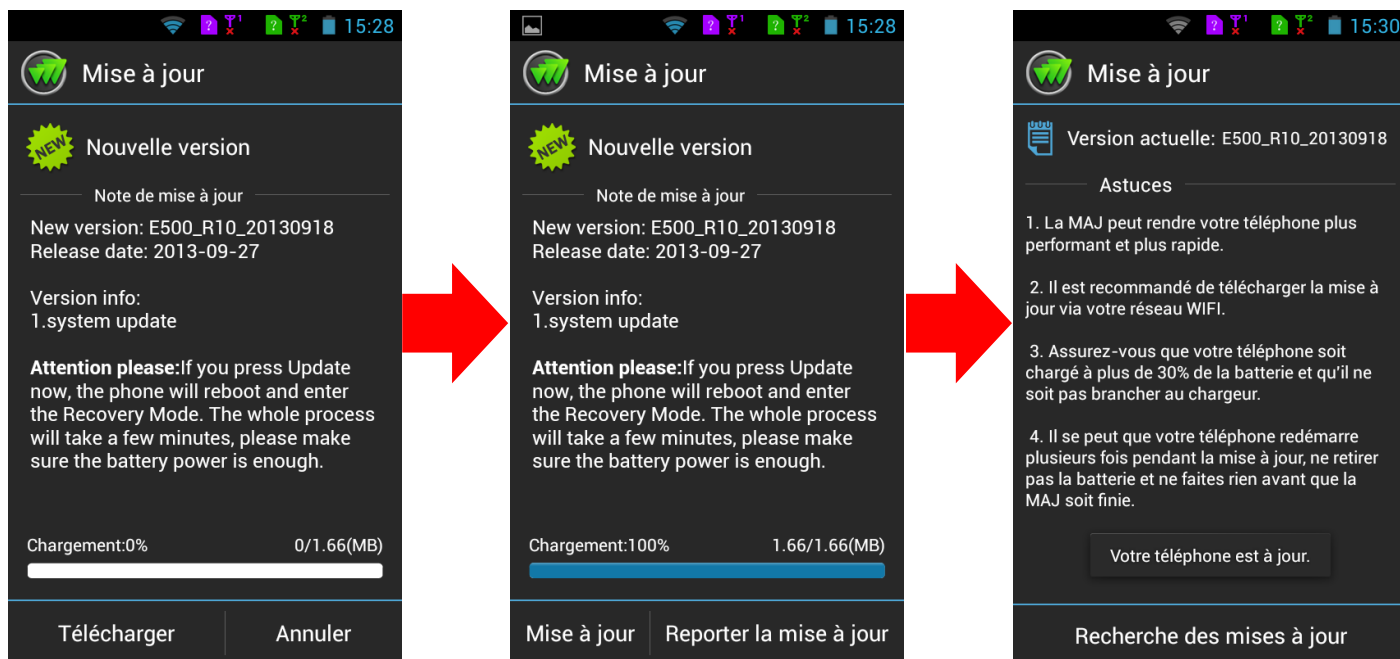 15:28
Mise à jour
NEW
Nouvelle version
Note de mise à jour
New version: E500_R10_20130918
Release date: 2013-09-27
Version info:
1.system update
Attention please:If you press Update
now, the phone will reboot and enter
the Recovery Mode. The whole process
will take a few minutes, please make
sure the battery power is enough.
Chargement:0% 0/1.66(MB)
Télécharger Annuler
15:28
Mise à jour
NEW
Nouvelle version
Note de mise à jour
New version: E500_R10_20130918
Release date: 2013-09-27
Version info:
1.system update
Attention please:If you press Update
now, the phone will reboot and enter
the Recovery Mode. The whole process
will take a few minutes, please make
sure the battery power is enough.
Chargement:100% 1.66/1.66(MB)
Mise à jour Reporter la mise à jour
15:30
Mise à jour
Version actuelle: E500_R10_20130918
Astuces
1. La MAJ peut rendre votre téléphone plus
performant et plus rapide.
2. Il est recommandé de télécharger la mise à
jour via votre réseau WIFI.
3. Assurez-vous que votre téléphone soit
chargé à plus de 30% de la batterie et qu'il ne
soit pas brancher au chargeur.
4. Il se peut que votre téléphone redémarre
plusieurs fois pendant la mise à jour, ne retirer
pas la batterie et ne faites rien avant que la
MAJ soit finie.
Votre téléphone est à jour.
Recherche des mises à jour